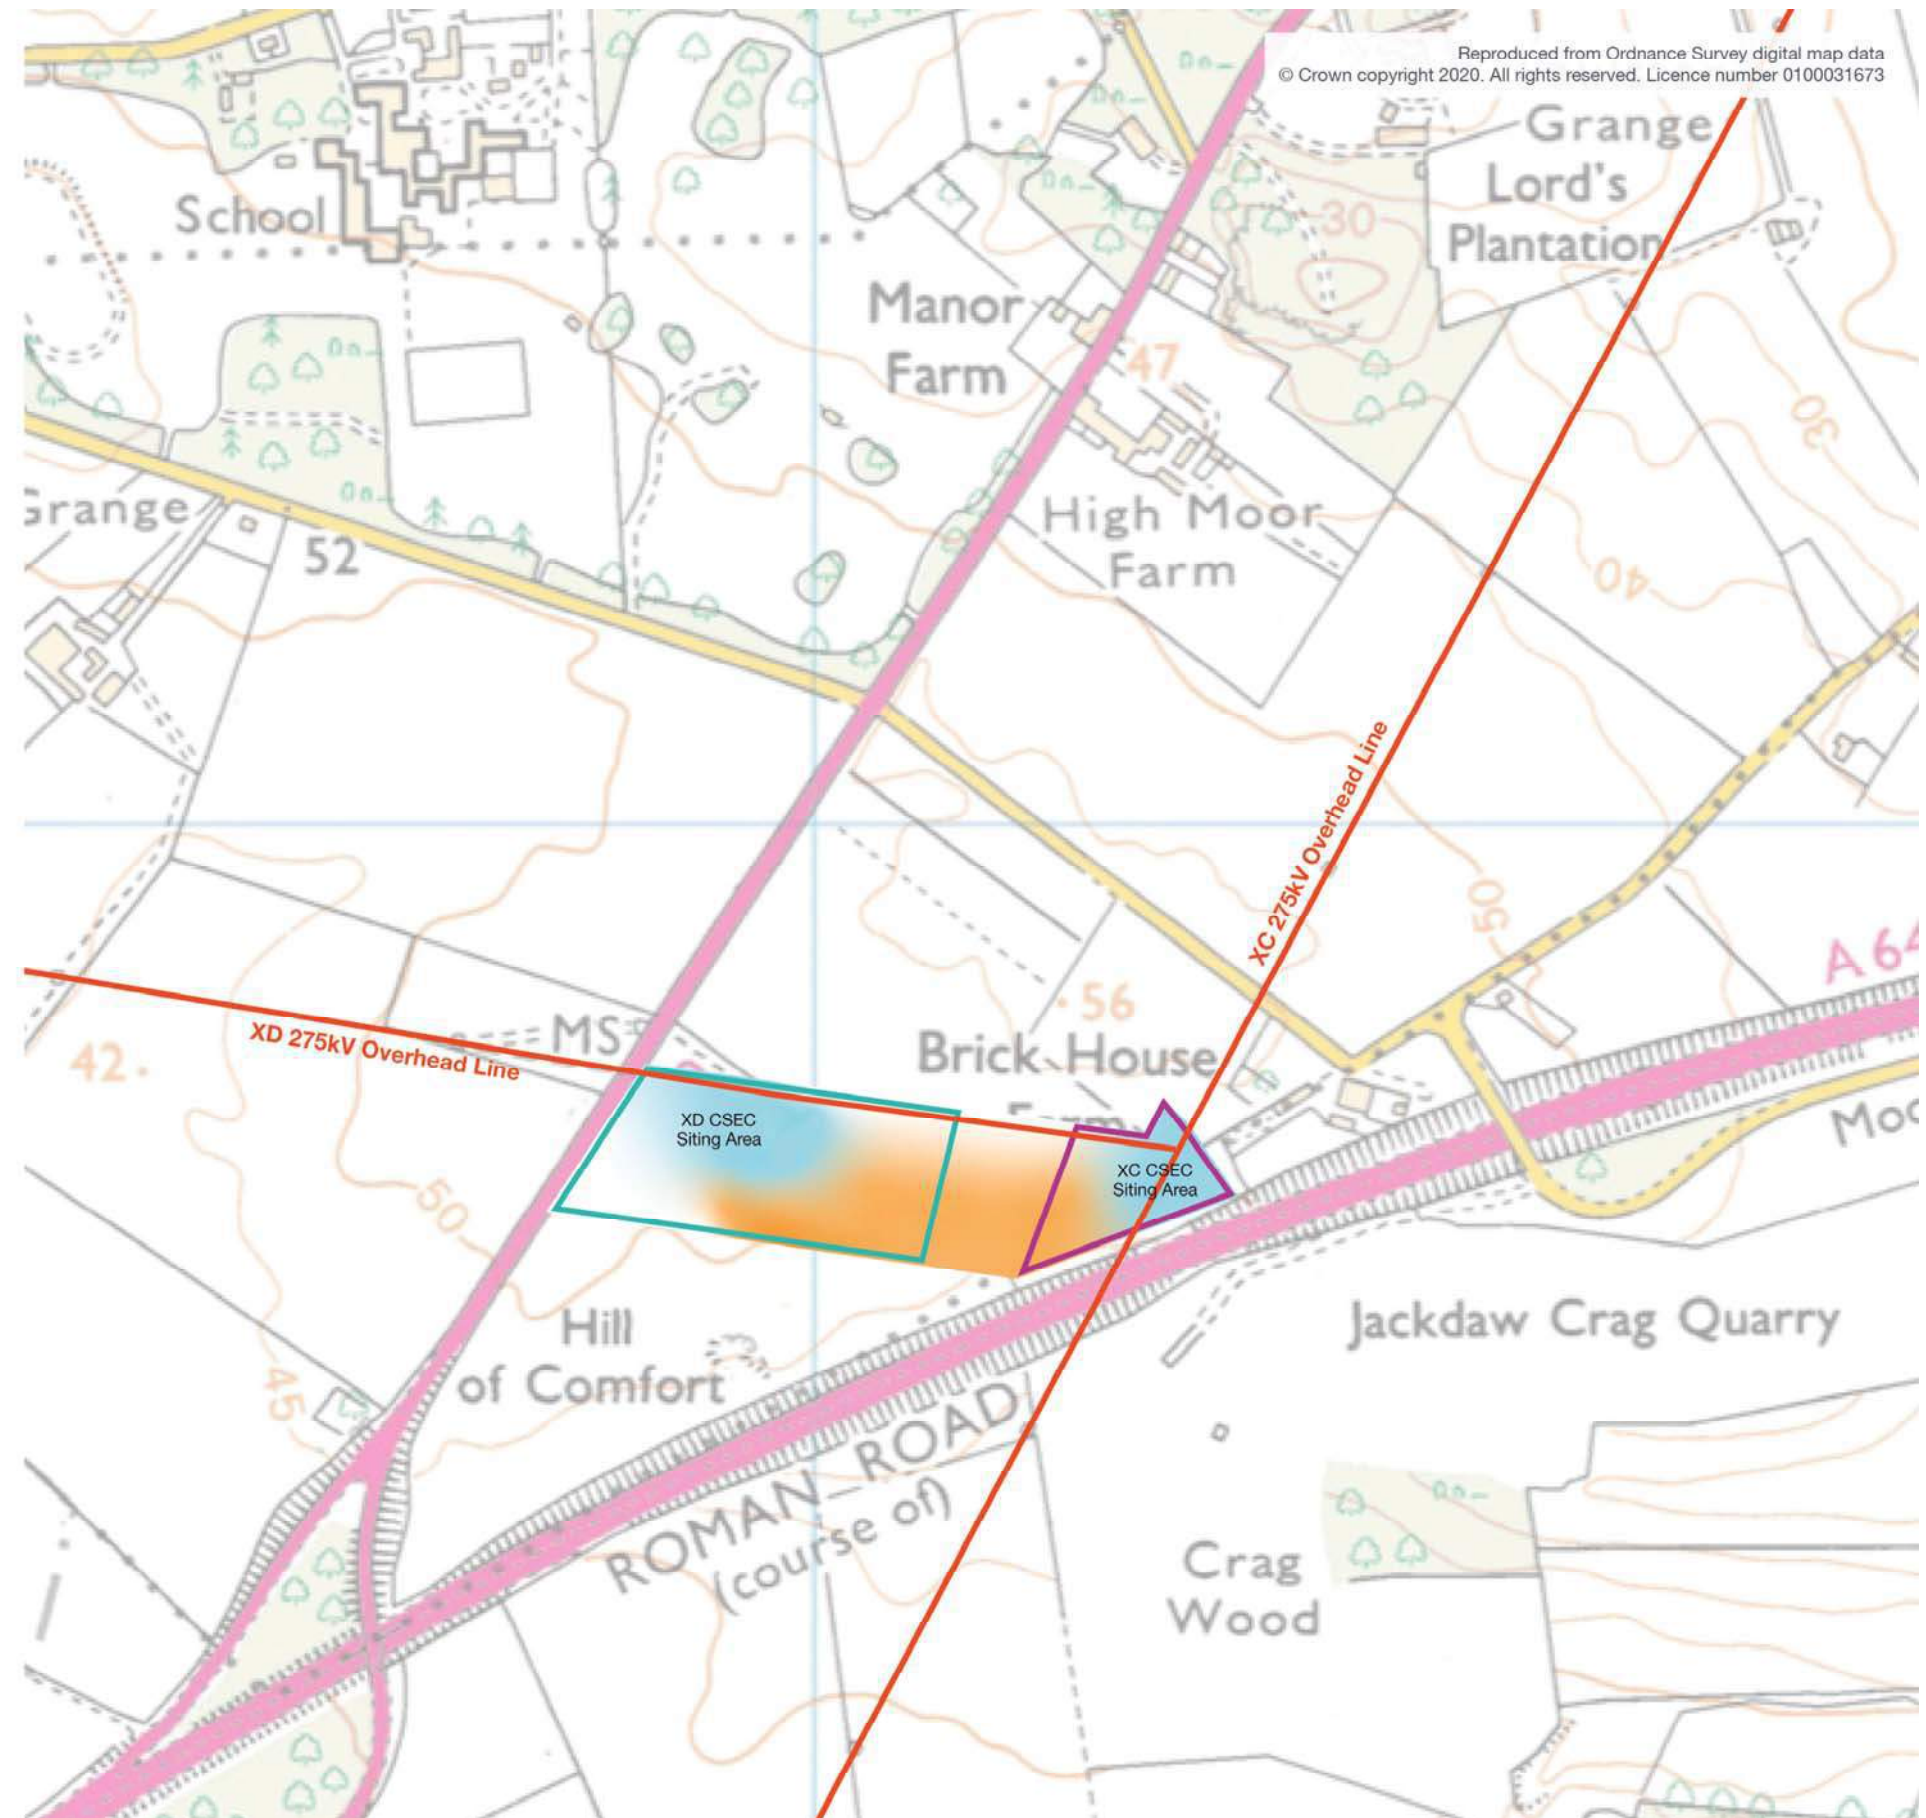 Reproduced from Ordnance Survey digital map data
© Crown copyright 2020. All rights reserved. Licence number 0100031673
Grange
Lord's
Plantation
School
30
Manor
Farm
47
30
Grange
52
High Moor
Farm
40
XC 275kV Overhead Line
50
A 64
56
MS
XD 275kV Overhead Line
42
Brick House
Farm
XD CSEC
Siting Area
XC CSEC
Siting Area
50
Hill
of Comfort
45
Jackdaw Crag Quarry
ROMAN ROAD
(course of)
Crag
Wood